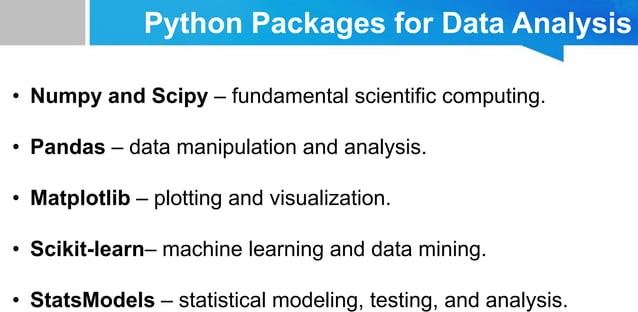 Python Packages for Data Analysis
• Numpy and Scipy – fundamental scientific computing.
• Pandas – data manipulation and analysis.
• Matplotlib – plotting and visualization.
• Scikit-learn– machine learning and data mining.
• StatsModels – statistical modeling, testing, and analysis.